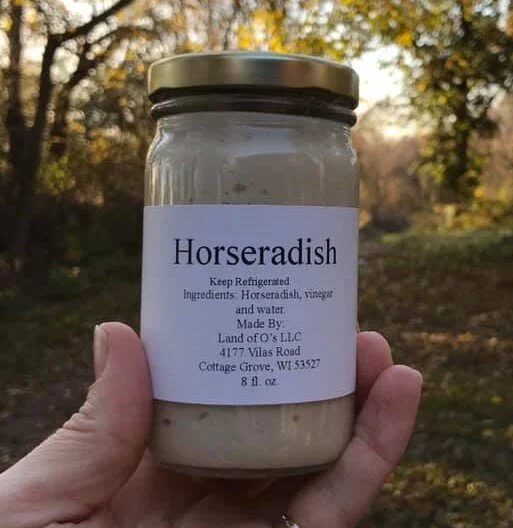 Horseradish
Keep Refrigerated
Ingredients: Horseradish, vinegar
and water.
Made By:
Land of O's LLC
4177 Vilas Road
Cottage Grove, WI 53527
8 fl. oz.